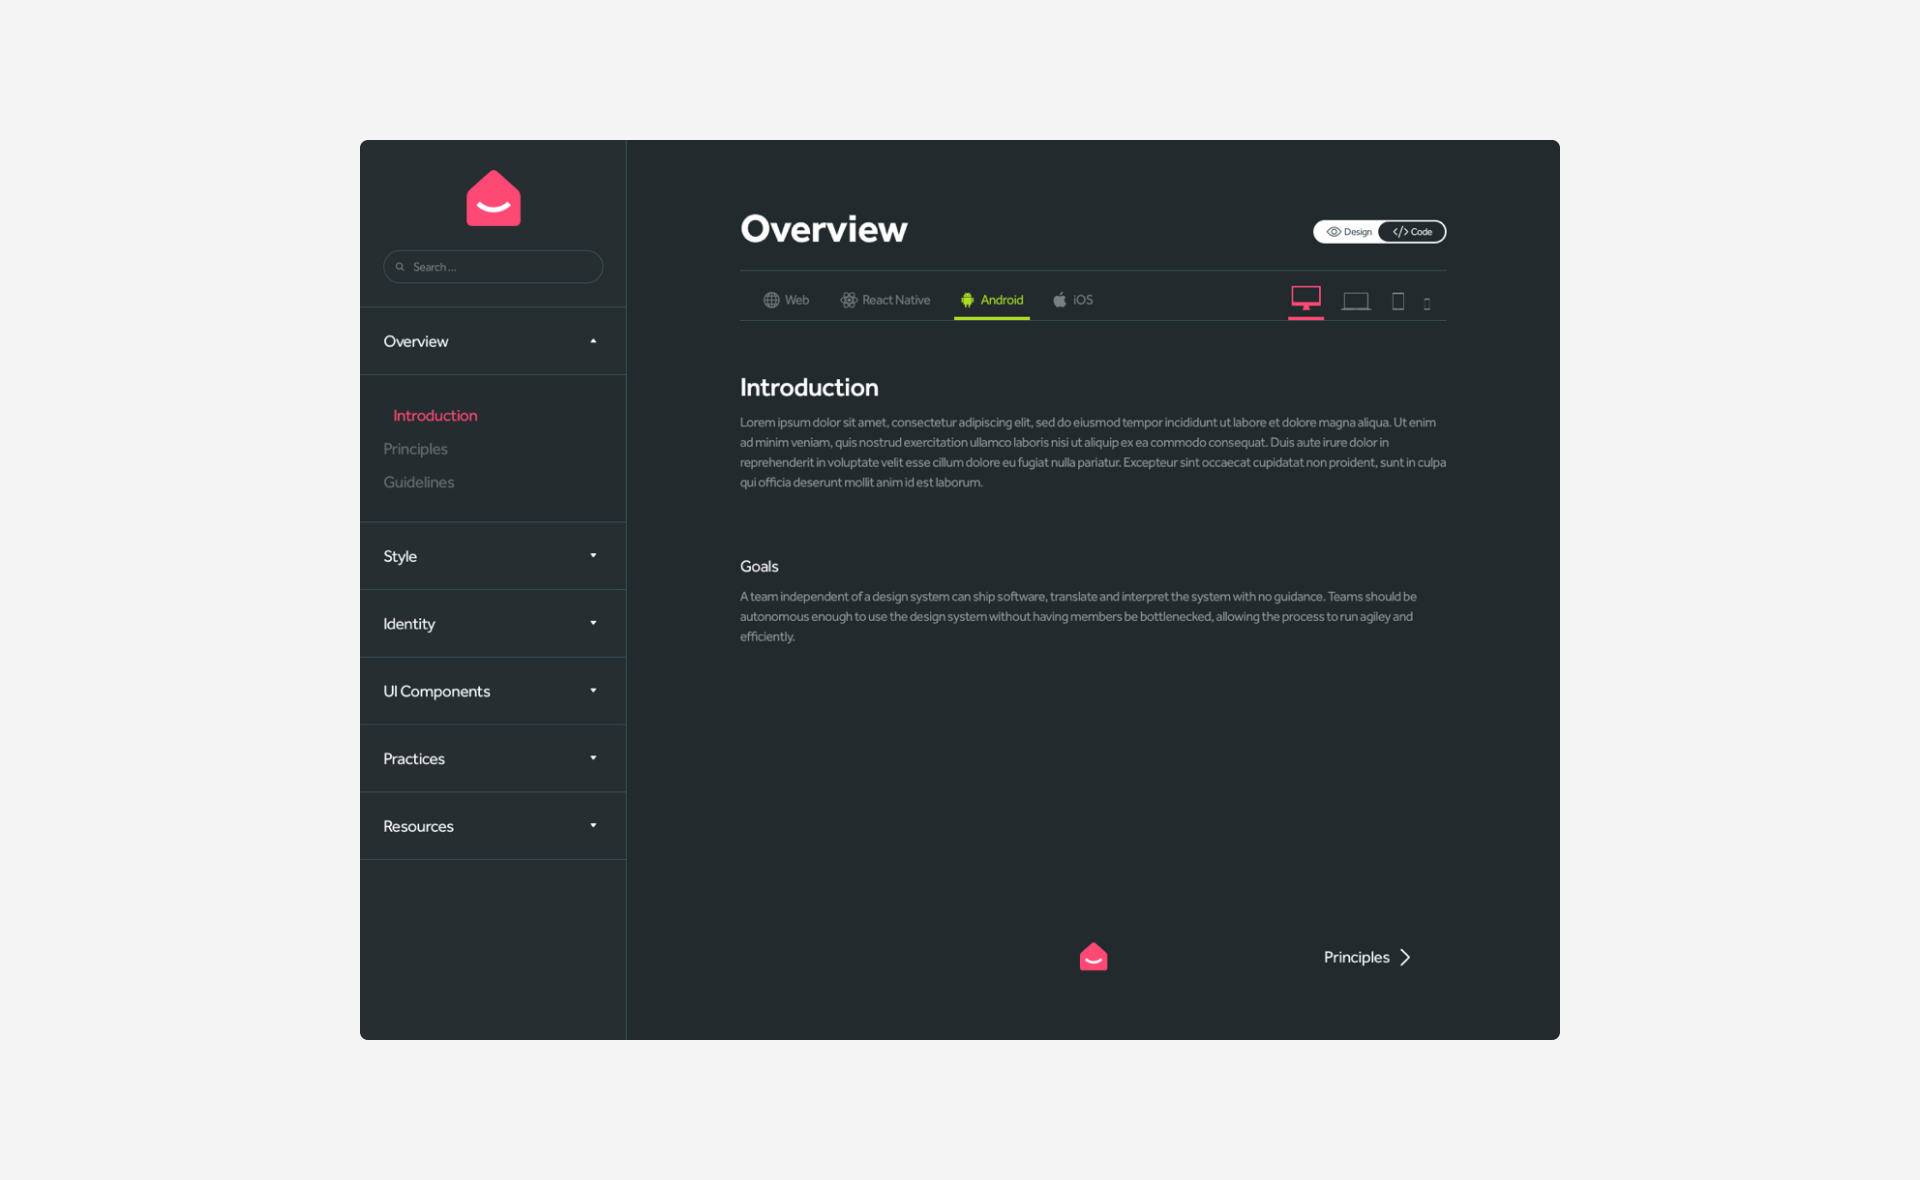 Search ...
Overview
Introduction
Principles
Guidelines
Style
Identity
UI Components
Practices
Resources
Overview
Design
</> Code
Web
React Native
Android
iOS
Introduction
Lorem ipsum dolor sit amet, consectetur adipiscing elit, sed do eiusmod tempor incididunt ut labore et dolore magna aliqua. Ut enim
ad minim veniam, quis nostrud exercitation ullamco laboris nisi ut aliquip ex ea commodo consequat. Duis aute irure dolor in
reprehenderit in voluptate velit esse cillum dolore eu fugiat nulla pariatur. Excepteur sint occaecat cupidatat non proident, sunt in culpa
qui officia deserunt mollit anim id est laborum.
Goals
A team independent of a design system can ship software, translate and interpret the system with no guidance. Teams should be
autonomous enough to use the design system without having members be bottlenecked, allowing the process to run agiley and
efficiently.
Principles